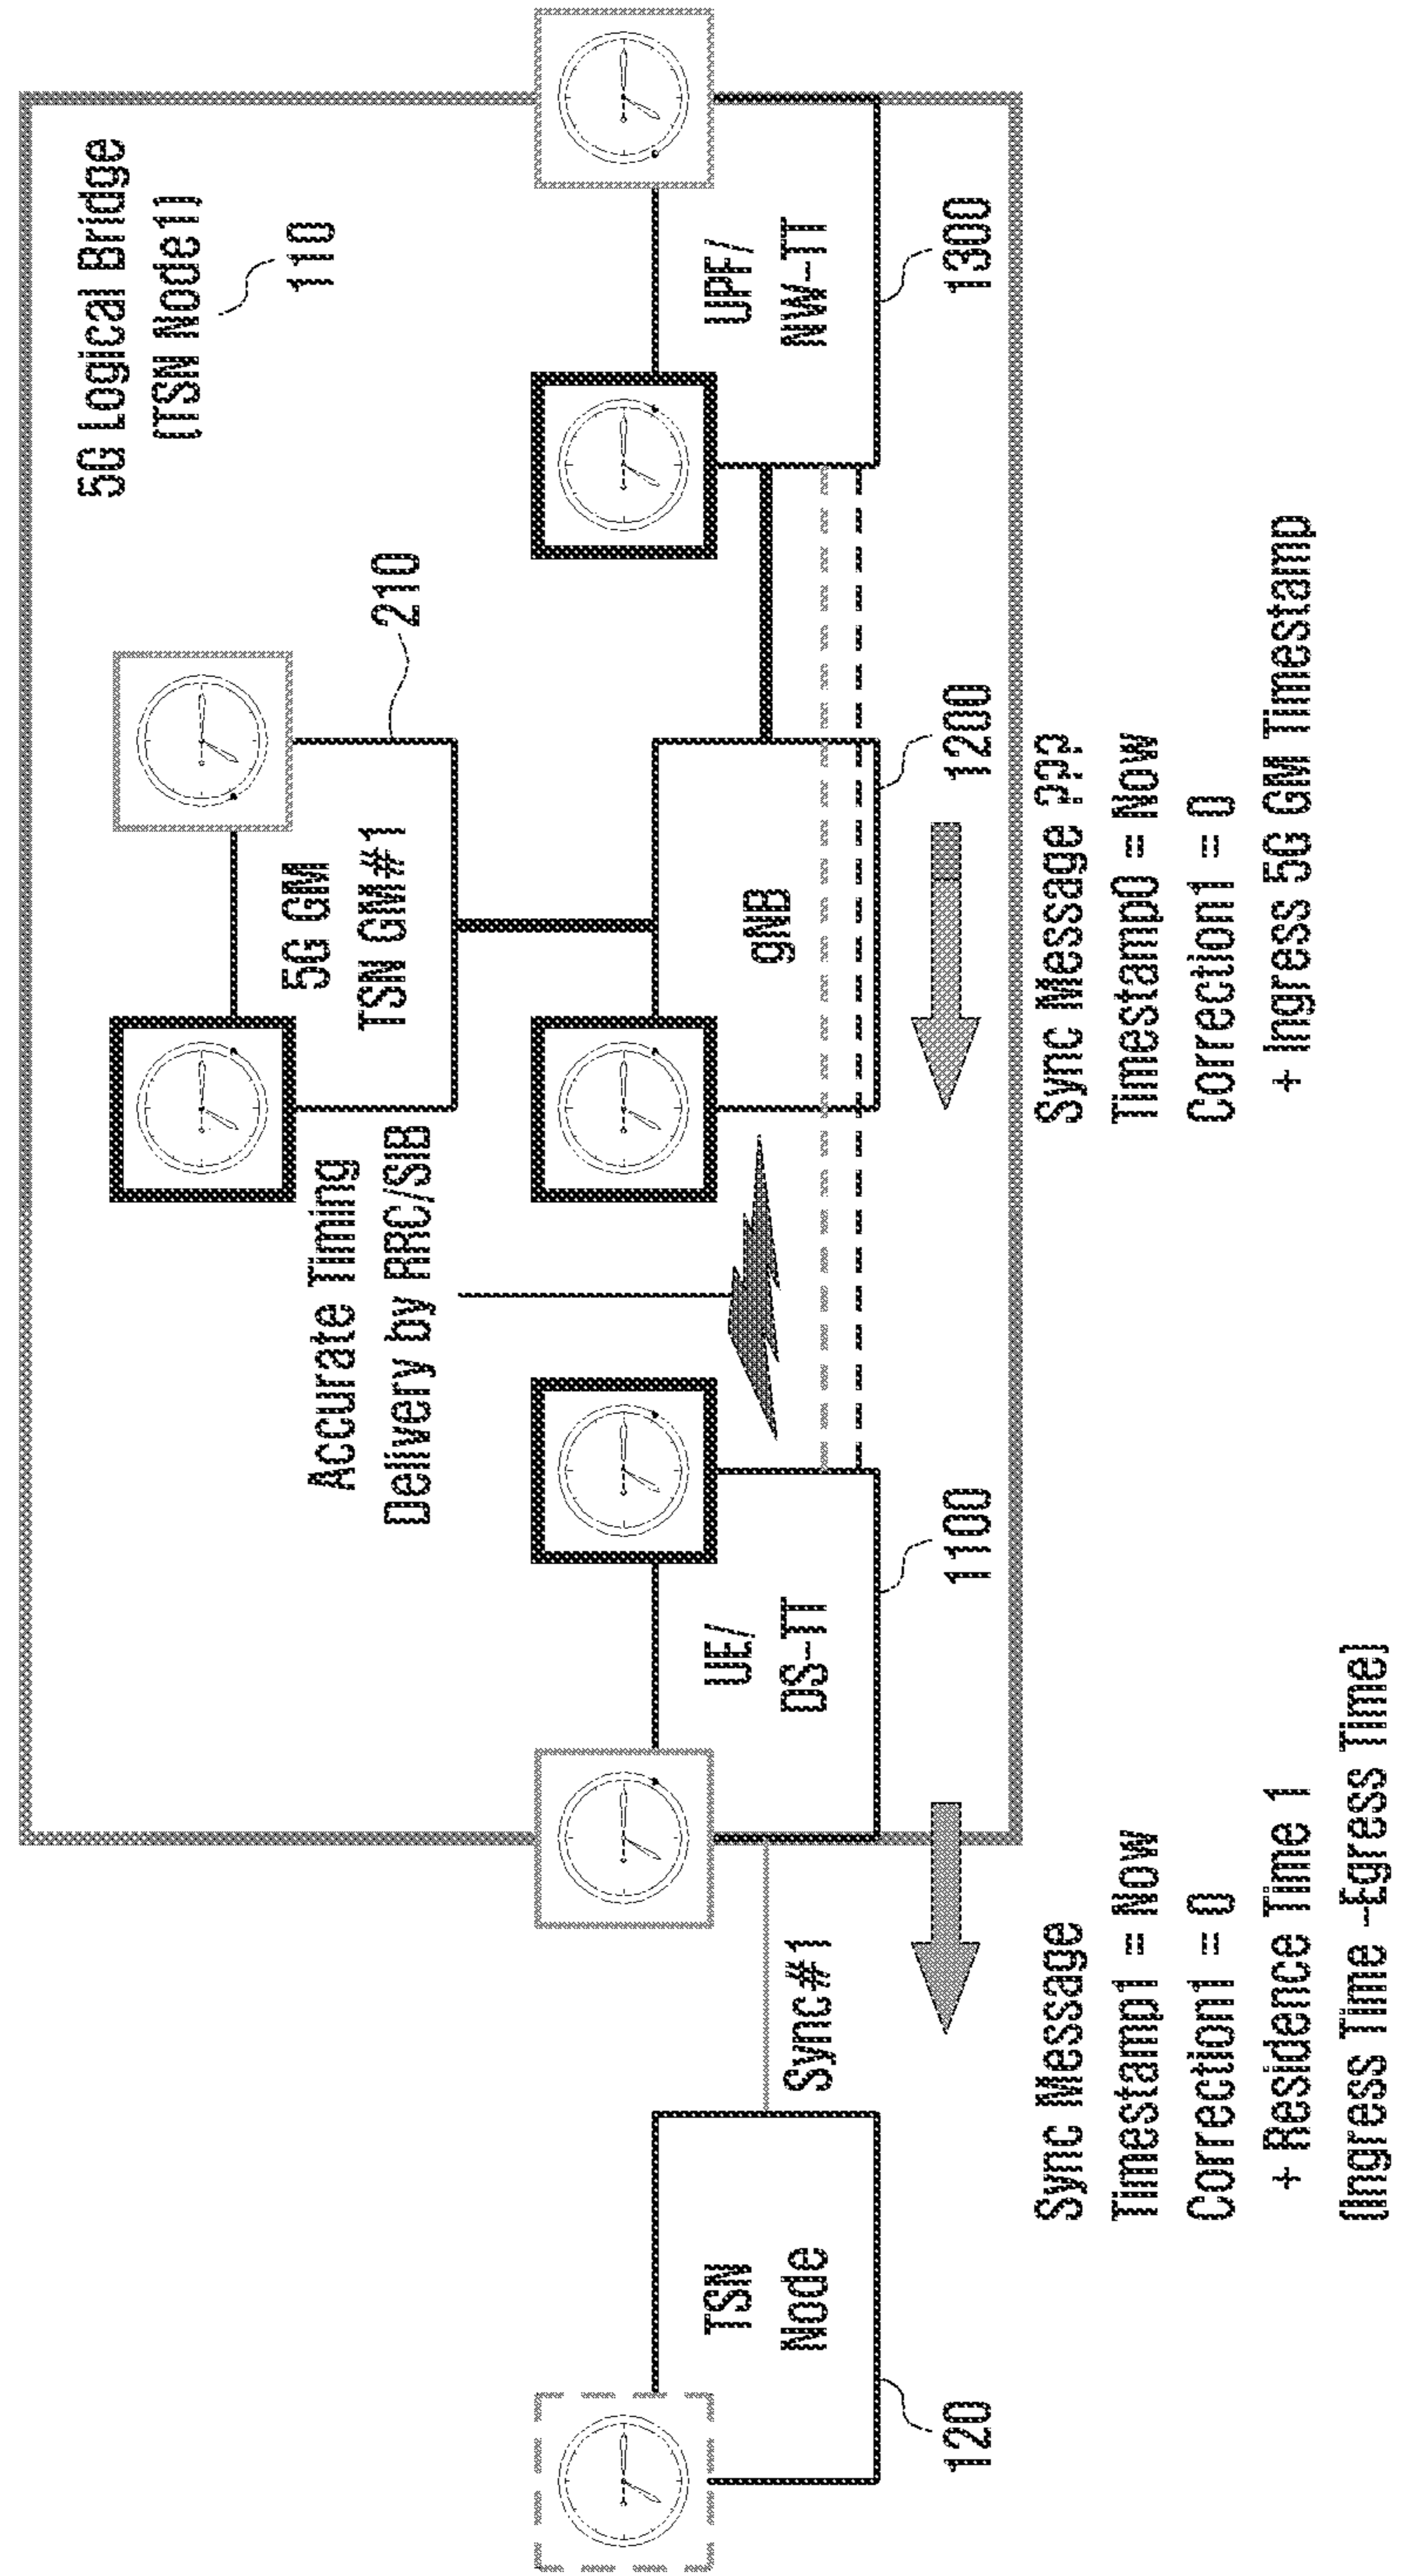 5G Logical Bridge
(TSN Node1)
110
5G GM
TSN GM#1
210
Accurate Timing
Delivery by RRC/SIB
TSN
Node
120
Sync#1
UE/
DS-TT
1100
gNB
1200
UPF/
NW-TT
1300
Sync Message
Timestamp1 = Now
Correction1 = 0
+ Residence Time 1
(Ingress Time -Egress Time)
Sync Message ???
Timestamp0 = Now
Correction1 = 0
+ Ingress 5G GM Timestamp